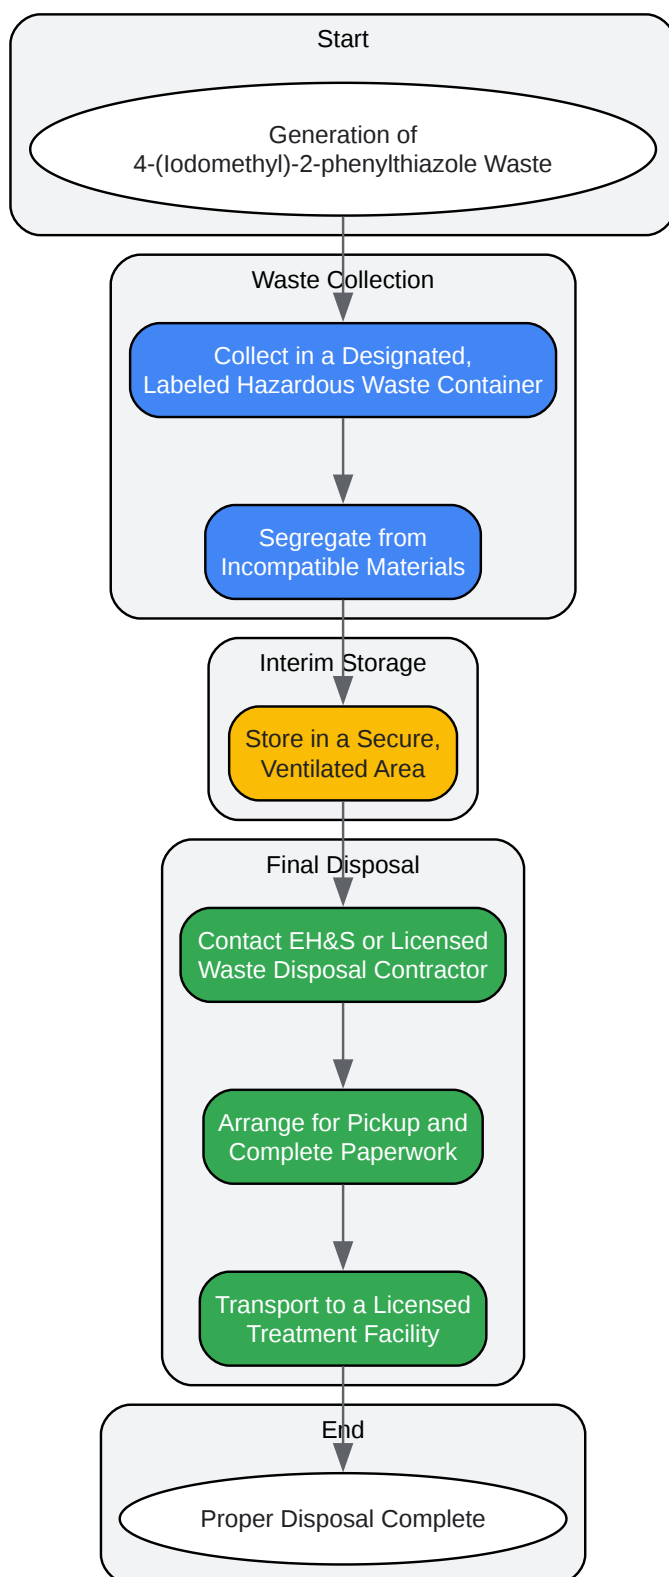 Start
Generation of
4-(Iodomethyl)-2-phenylthiazole Waste
Waste Collection
Collect in a Designated,
Labeled Hazardous Waste Container
Segregate from
Incompatible Materials
Interim Storage
Store in a Secure,
Ventilated Area
Final Disposal
Contact EH&S or Licensed
Waste Disposal Contractor
Arrange for Pickup and
Complete Paperwork
Transport to a Licensed
Treatment Facility
End
Proper Disposal Complete